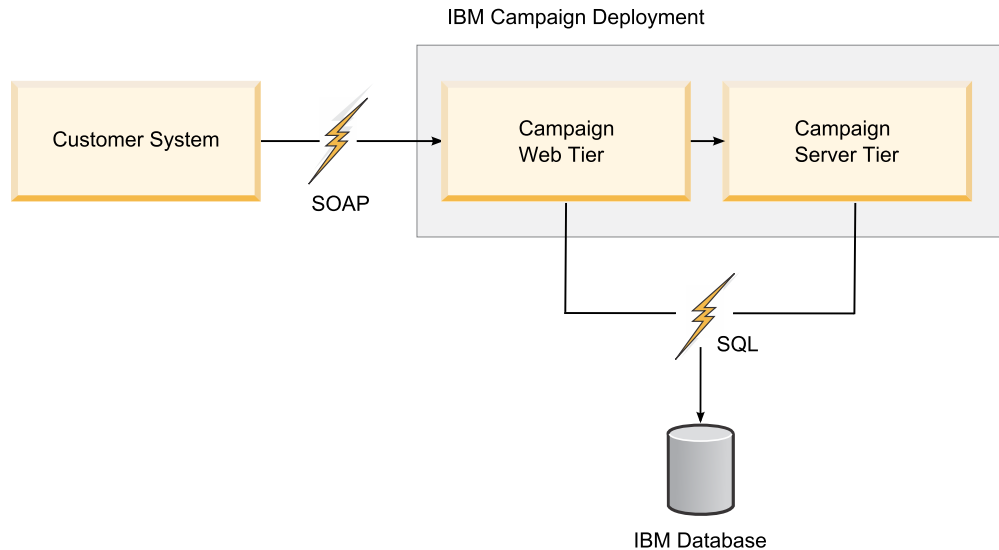 IBM Campaign Deployment
Customer System
SOAP
Campaign
Web Tier
Campaign
Server Tier
SQL
IBM Database